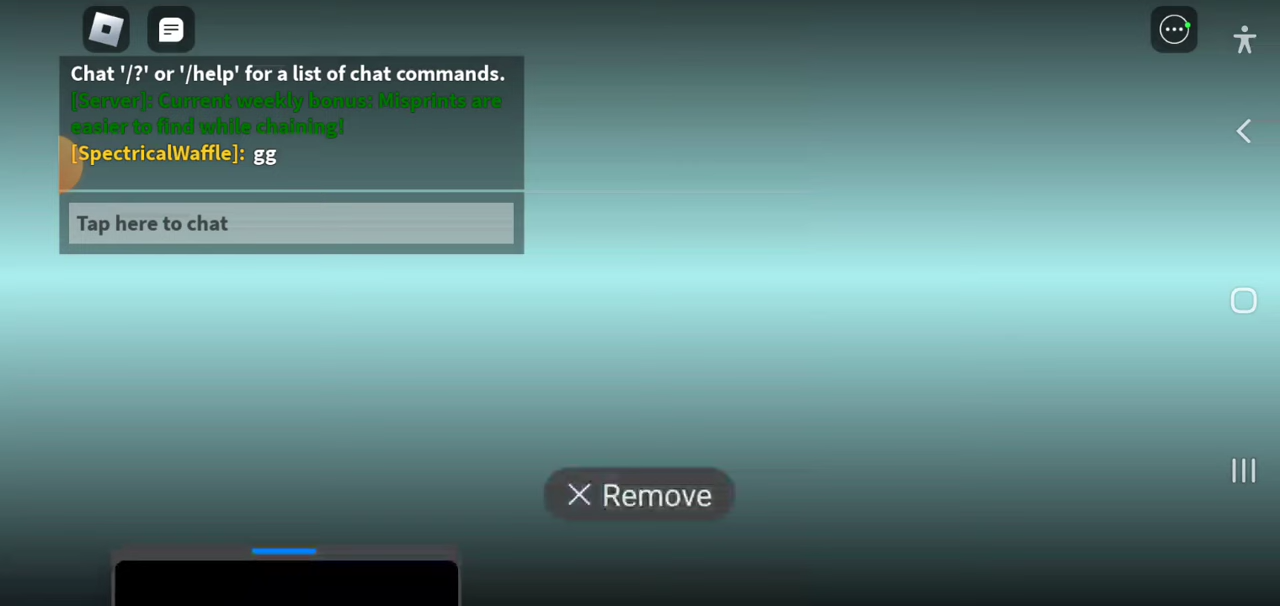 Chat '/?' or '/help' for a list of chat commands.
[Server]: Current weekly bonus: Misprints are
easier to find while chaining!
[SpectricalWaffle]: gg
Tap here to chat
Remove